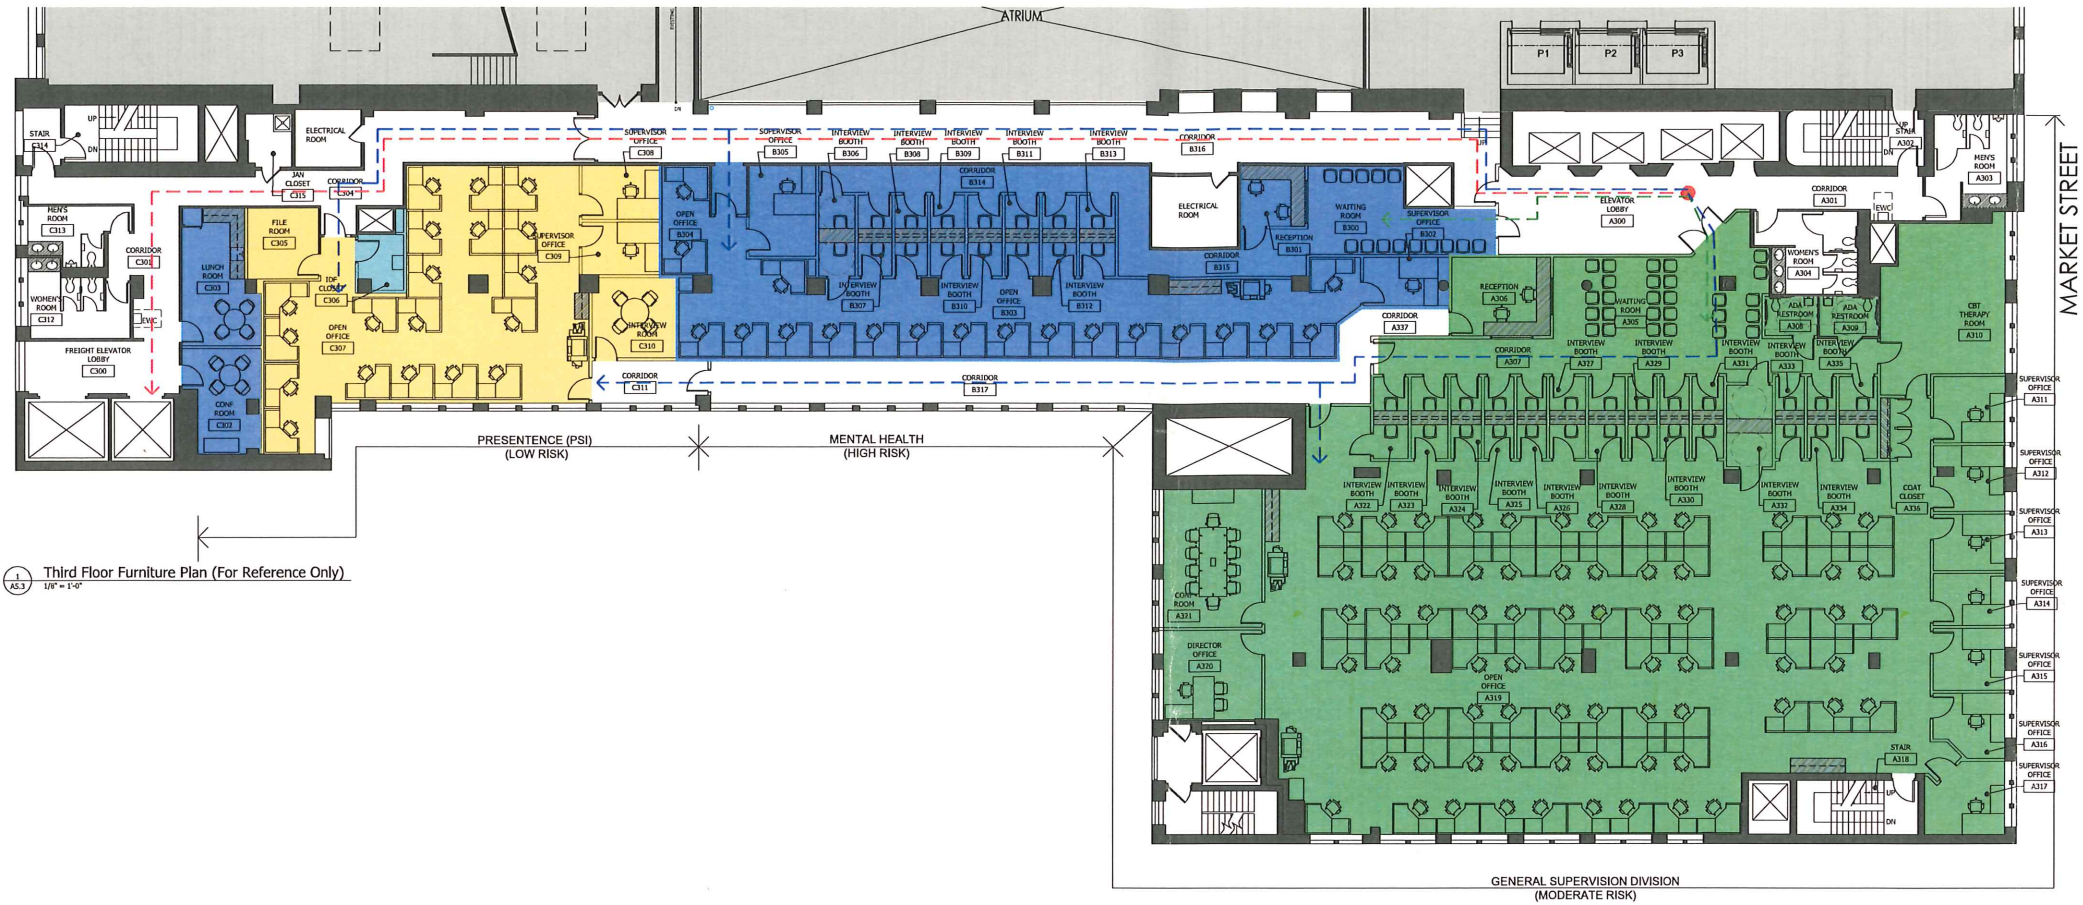 ATRIUM
EXISTING
P1
P2
P3
STAIR
C314
UP
DN
ELECTRICAL
ROOM
JAN
CLOSET
C315
CORRIDOR
C304
SUPERVISOR
OFFICE
C308
DN
SUPERVISOR
OFFICE
B305
INTERVIEW
BOOTH
B306
INTERVIEW
BOOTH
B308
INTERVIEW
BOOTH
B309
INTERVIEW
BOOTH
B311
INTERVIEW
BOOTH
B313
CORRIDOR
B316
UP
UP
STAIR
A302
DN
MEN'S
ROOM
A303
MARKET STREET
CORRIDOR
B314
ELECTRICAL
ROOM
WAITING
ROOM
B300
SUPERVISOR
OFFICE
B302
RECEPTION
B301
ELEVATOR
LOBBY
A300
CORRIDOR
A301
EWC
MEN'S
ROOM
C313
CORRIDOR
C301
WOMEN'S
ROOM
C312
EWC
FREIGHT ELEVATOR
LOBBY
C300
LUNCH
ROOM
C303
FILE
ROOM
C305
IDF
CLOSET
C306
OPEN
OFFICE
C307
CONF
ROOM
C302
SUPERVISOR
OFFICE
C309
INTERVIEW
ROOM
C310
OPEN
OFFICE
B304
INTERVIEW
BOOTH
B307
INTERVIEW
BOOTH
B310
OPEN
OFFICE
B303
INTERVIEW
BOOTH
B312
CORRIDOR
B315
CORRIDOR
C311
CORRIDOR
B317
CORRIDOR
A337
RECEPTION
A306
WAITING
ROOM
A305
WOMEN'S
ROOM
A304
ADA
RESTROOM
A308
ADA
RESTROOM
A309
CBT
THERAPY
ROOM
A310
CORRIDOR
A307
INTERVIEW
BOOTH
A327
INTERVIEW
BOOTH
A329
INTERVIEW
BOOTH
A331
INTERVIEW
BOOTH
A333
INTERVIEW
BOOTH
A335
SUPERVISOR
OFFICE
A311
SUPERVISOR
OFFICE
A312
SUPERVISOR
OFFICE
A313
SUPERVISOR
OFFICE
A314
SUPERVISOR
OFFICE
A315
SUPERVISOR
OFFICE
A316
SUPERVISOR
OFFICE
A317
INTERVIEW
BOOTH
A322
INTERVIEW
BOOTH
A323
INTERVIEW
BOOTH
A324
INTERVIEW
BOOTH
A325
INTERVIEW
BOOTH
A326
INTERVIEW
BOOTH
A328
INTERVIEW
BOOTH
A330
INTERVIEW
BOOTH
A332
INTERVIEW
BOOTH
A334
COAT
CLOSET
A336
PRESENTENCE (PSI)
(LOW RISK)
MENTAL HEALTH
(HIGH RISK)
1
A5.3
Third Floor Furniture Plan (For Reference Only)
1/8" = 1'-0"
CONF
ROOM
A321
DIRECTOR
OFFICE
A320
OPEN
OFFICE
A319
STAIR
A318
UP
DN
GENERAL SUPERVISION DIVISION
(MODERATE RISK)